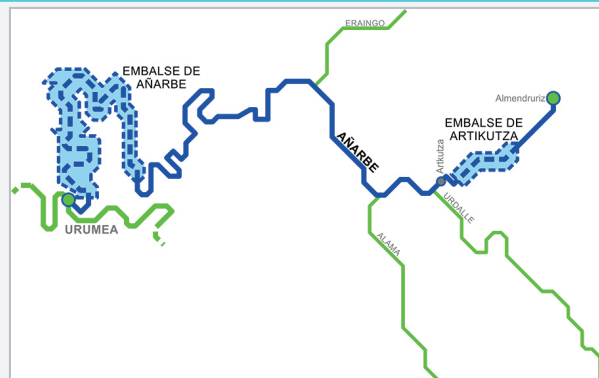 ERAINGO
EMBALSE DE
AÑARBE
Almendruriz
EMBALSE DE
ARTIKUTZA
AÑARBE
Artkutza
URDALLE
URUMEA
ALAMA